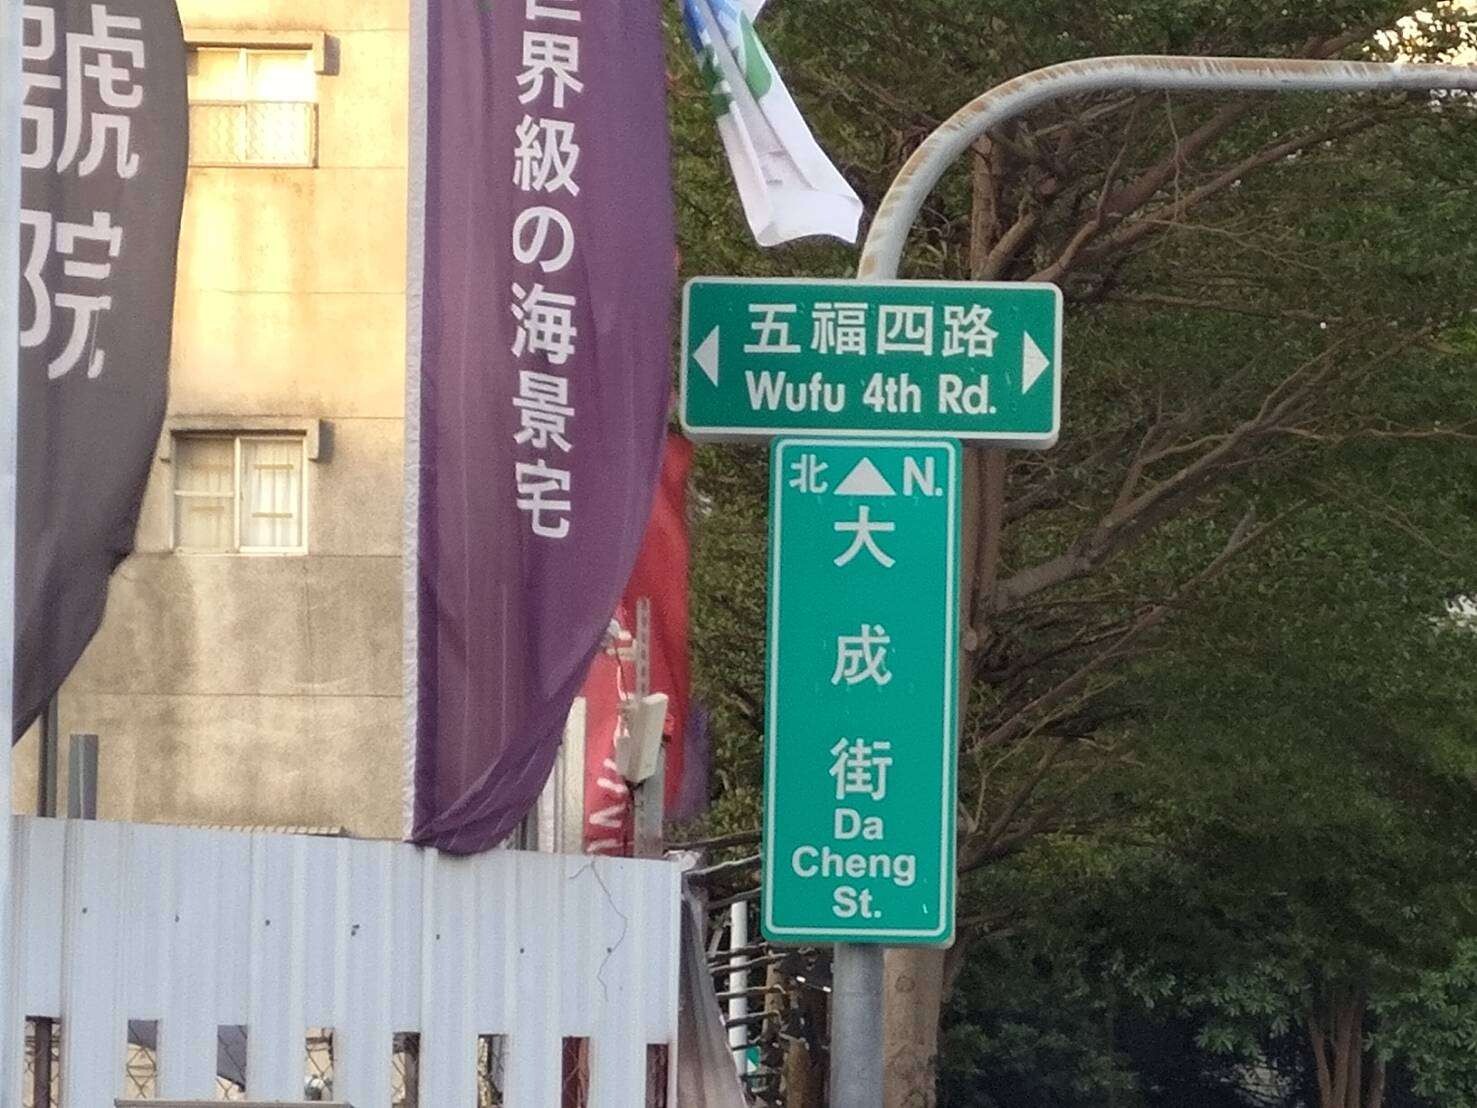 號院
世界級の海景宅
五福四路
Wufu 4th Rd.
北 N.
大成街
Da
Cheng
St.